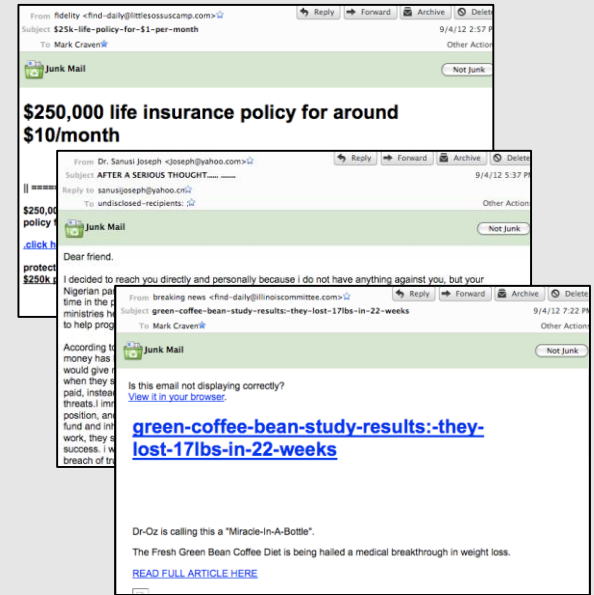 From fidelity <find-daily@littlesossuscamp.com> Reply Forward Archive Delete
Subject $25k-life-policy-for-$1-per-month 9/4/12 2:57 P
To Mark Craven Other Action
Junk Mail Not Junk
$250,000 life insurance policy for around
$10/month
|| =====
$250,00
policy f
.click h
protect
$250k p
From Dr. Sanusi Joseph <Joseph@yahoo.com> Reply Forward Archive Delete
Subject AFTER A SERIOUS THOUGHT..... ...... 9/4/12 5:37 PM
Reply to sanusijoseph@yahoo.cn
To undisclosed-recipients: ; Other Actions
Junk Mail Not Junk
Dear friend.
I decided to reach you directly and personally because i do not have anything against you, but your
Nigerian pa
time in the p
ministries he
to help prog
According to
money has
would give m
when they s
paid, instea
threats.I imm
position, and
fund and inh
work, they s
success. i w
breach of tru
From breaking news <find-daily@illinoiscommittee.com> Reply Forward Archive Delete
Subject green-coffee-bean-study-results:-they-lost-17lbs-in-22-weeks 9/4/12 7:22 PM
To Mark Craven Other Actions
Junk Mail Not Junk
Is this email not displaying correctly?
View it in your browser.
green-coffee-bean-study-results:-they-
lost-17lbs-in-22-weeks
Dr-Oz is calling this a "Miracle-In-A-Bottle".
The Fresh Green Bean Coffee Diet is being hailed a medical breakthrough in weight loss.
READ FULL ARTICLE HERE